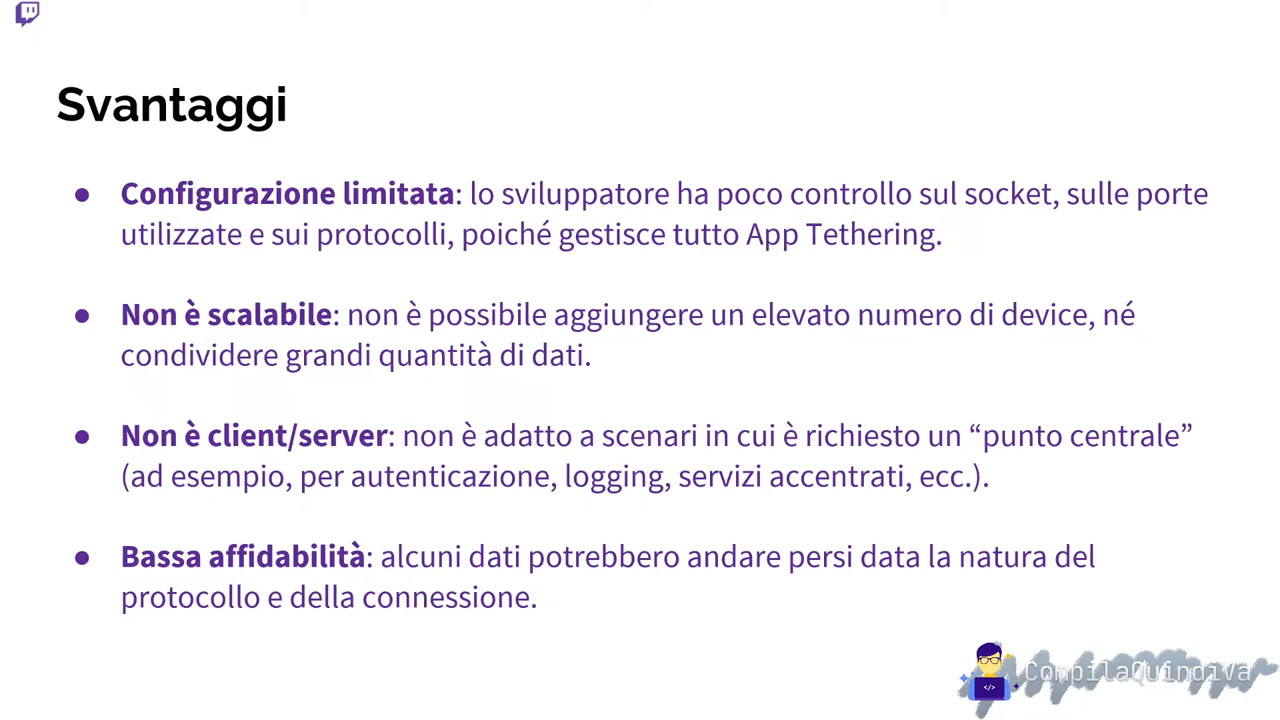 Svantaggi
● Configurazione limitata: lo sviluppatore ha poco controllo sul socket, sulle porte
utilizzate e sui protocolli, poiché gestisce tutto App Tethering.
● Non è scalabile: non è possibile aggiungere un elevato numero di device, né
condividere grandi quantità di dati.
● Non è client/server: non è adatto a scenari in cui è richiesto un “punto centrale”
(ad esempio, per autenticazione, logging, servizi accentrati, ecc.).
● Bassa affidabilità: alcuni dati potrebbero andare persi data la natura del
protocollo e della connessione.
</> CompilaQuindiVa